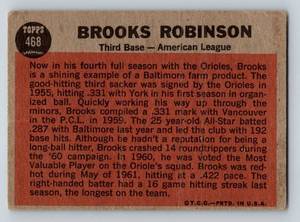 TOPPS
468
BROOKS ROBINSON
Third Base — American League
Now in his fourth full season with the Orioles, Brooks
is a shining example of a Baltimore farm product. The
good-hitting third sacker was signed by the Orioles in
1955, hitting .331 with York in his first season in organ-
ized ball. Quickly working his way up through the
minors, Brooks compiled a .331 mark with Vancouver
in the P.C.L. in 1959. The 25 year-old All-Star batted
.287 with Baltimore last year and led the club with 192
base hits. Although he hadn't a reputation for being a
long-ball hitter, Brooks crashed 14 roundtrippers during
the '60 campaign. In 1960, he was voted the Most
Valuable Player on the Oriole's squad. Brooks was red-
hot during May of 1961, hitting at a .422 pace. The
right-handed batter had a 16 game hitting streak last
season, the longest on the team.
© T.C.G.—PRTD. IN U.S.A.